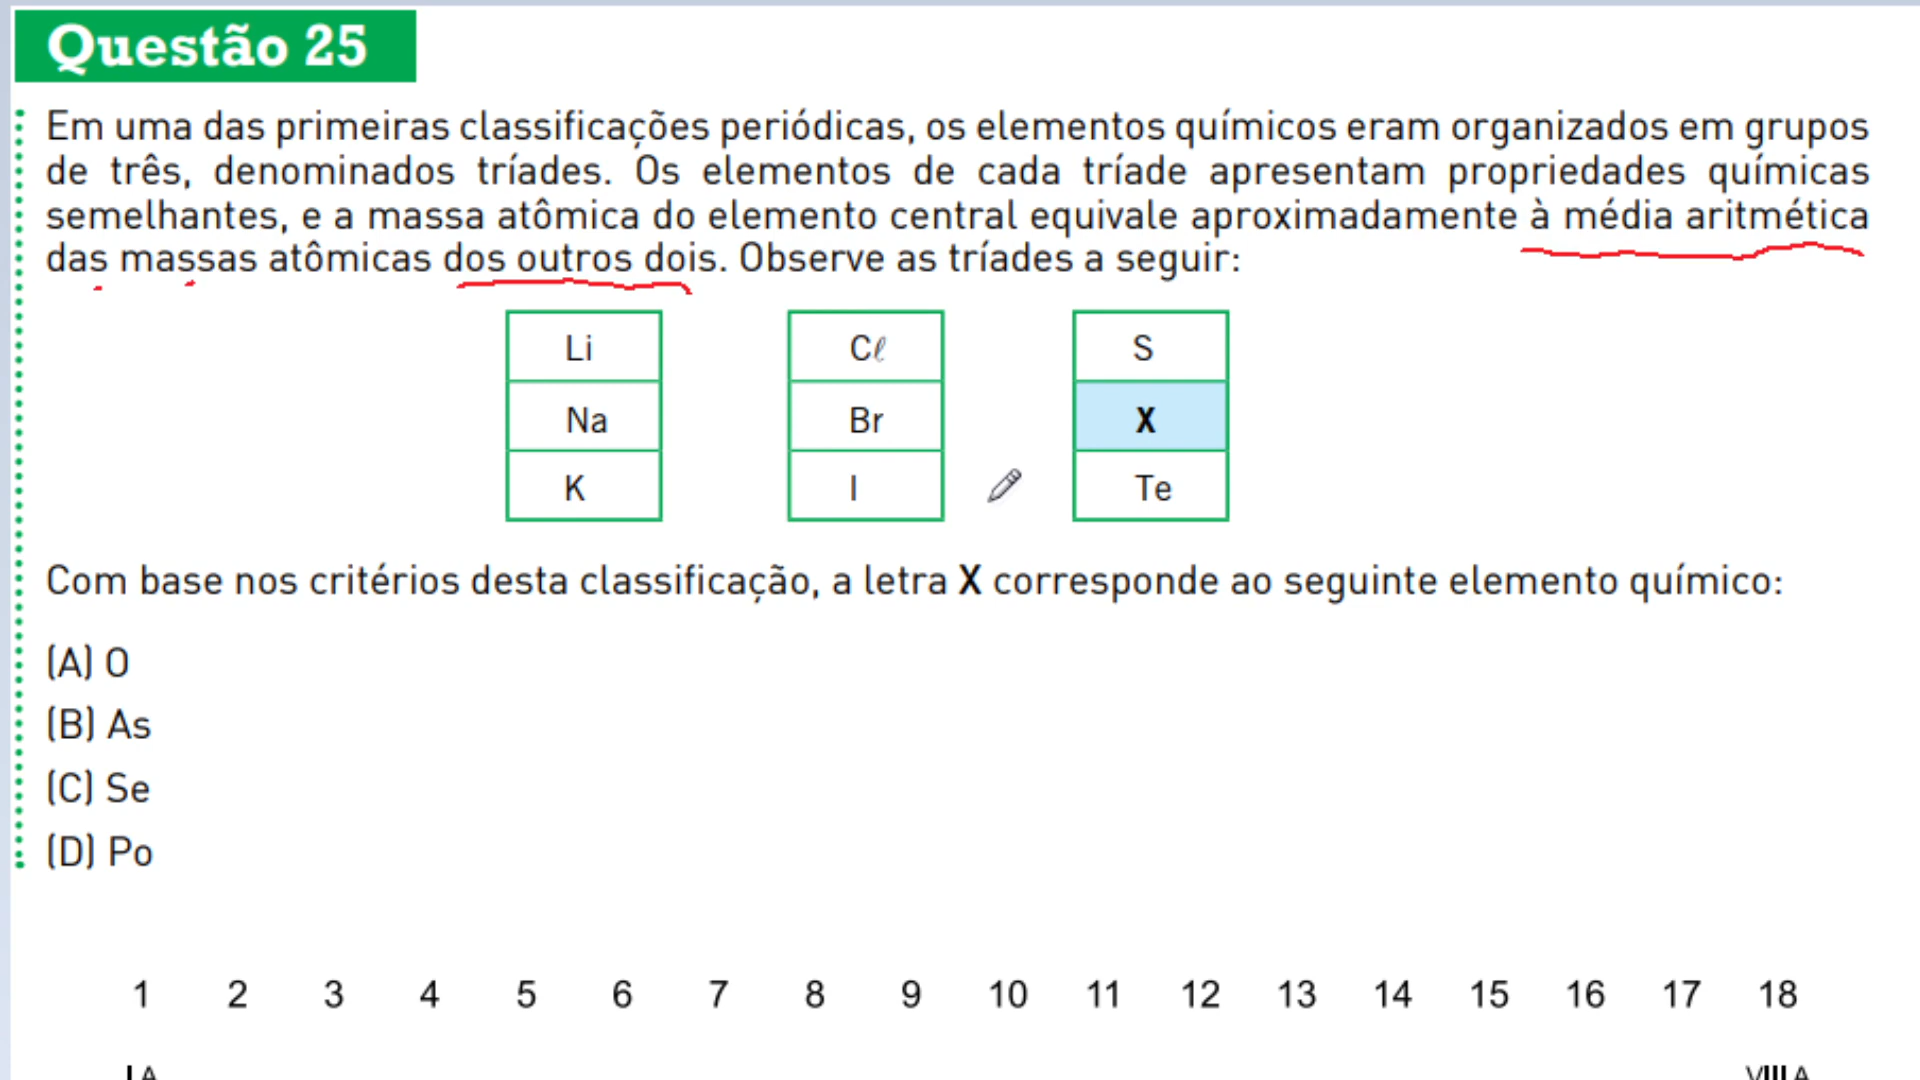 Questão 25
Em uma das primeiras classificações periódicas, os elementos químicos eram organizados em grupos
de três, denominados tríades. Os elementos de cada tríade apresentam propriedades químicas
semelhantes, e a massa atômica do elemento central equivale aproximadamente à média aritmética
das massas atômicas dos outros dois. Observe as tríades a seguir:
Li
Na
K
Cℓ
Br
I
S
X
Te
Com base nos critérios desta classificação, a letra X corresponde ao seguinte elemento químico:
(A) O
(B) As
(C) Se
(D) Po
1 2 3 4 5 6 7 8 9 10 11 12 13 14 15 16 17 18
IA VIIIA